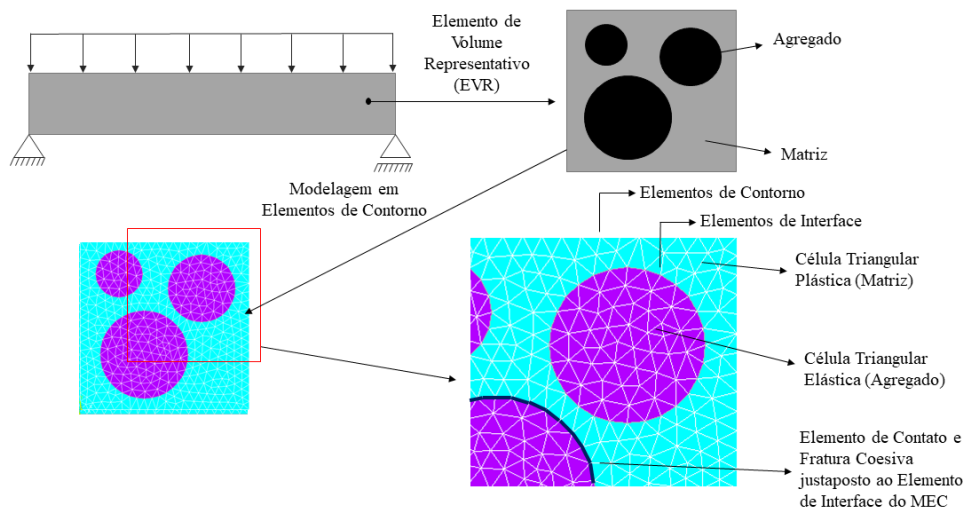 Elemento de
Volume
Representativo
(EVR)
Agregado
Matriz
Modelagem em
Elementos de Contorno
Elementos de Contorno
Elementos de Interface
Célula Triangular
Plástica (Matriz)
Célula Triangular
Elástica (Agregado)
Elemento de Contato e
Fratura Coesiva
justaposto ao Elemento
de Interface do MEC